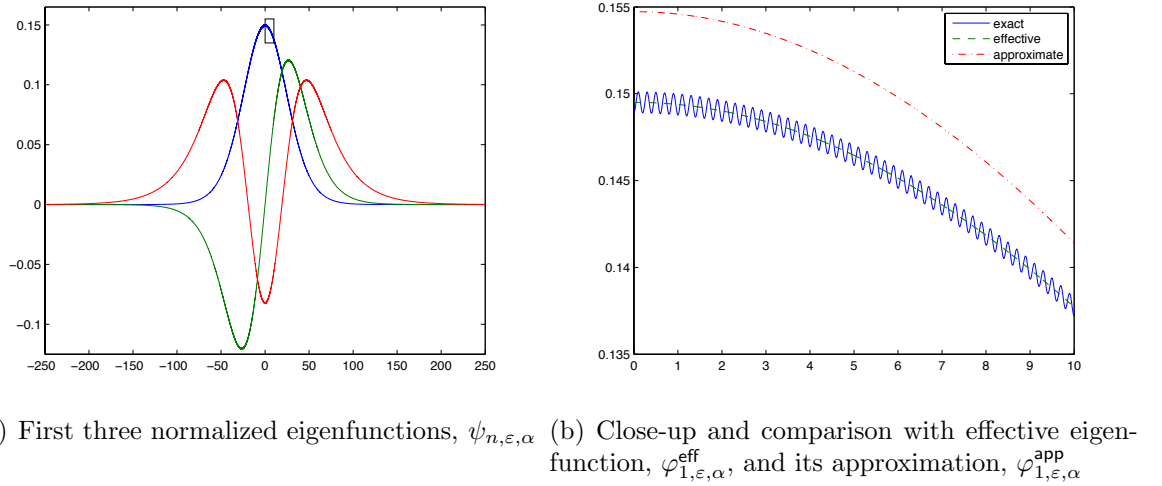 0.15
0.1
0.05
0
−0.05
−0.1
−250 −200 −150 −100 −50 0 50 100 150 200 250
0.155
0.15
0.145
0.14
0.135
0 1 2 3 4 5 6 7 8 9 10
exact
effective
approximate
) First three normalized eigenfunctions, ψn,ε,α
(b) Close-up and comparison with effective eigen-
function, φ^eff_1,ε,α, and its approximation, φ^app_1,ε,α